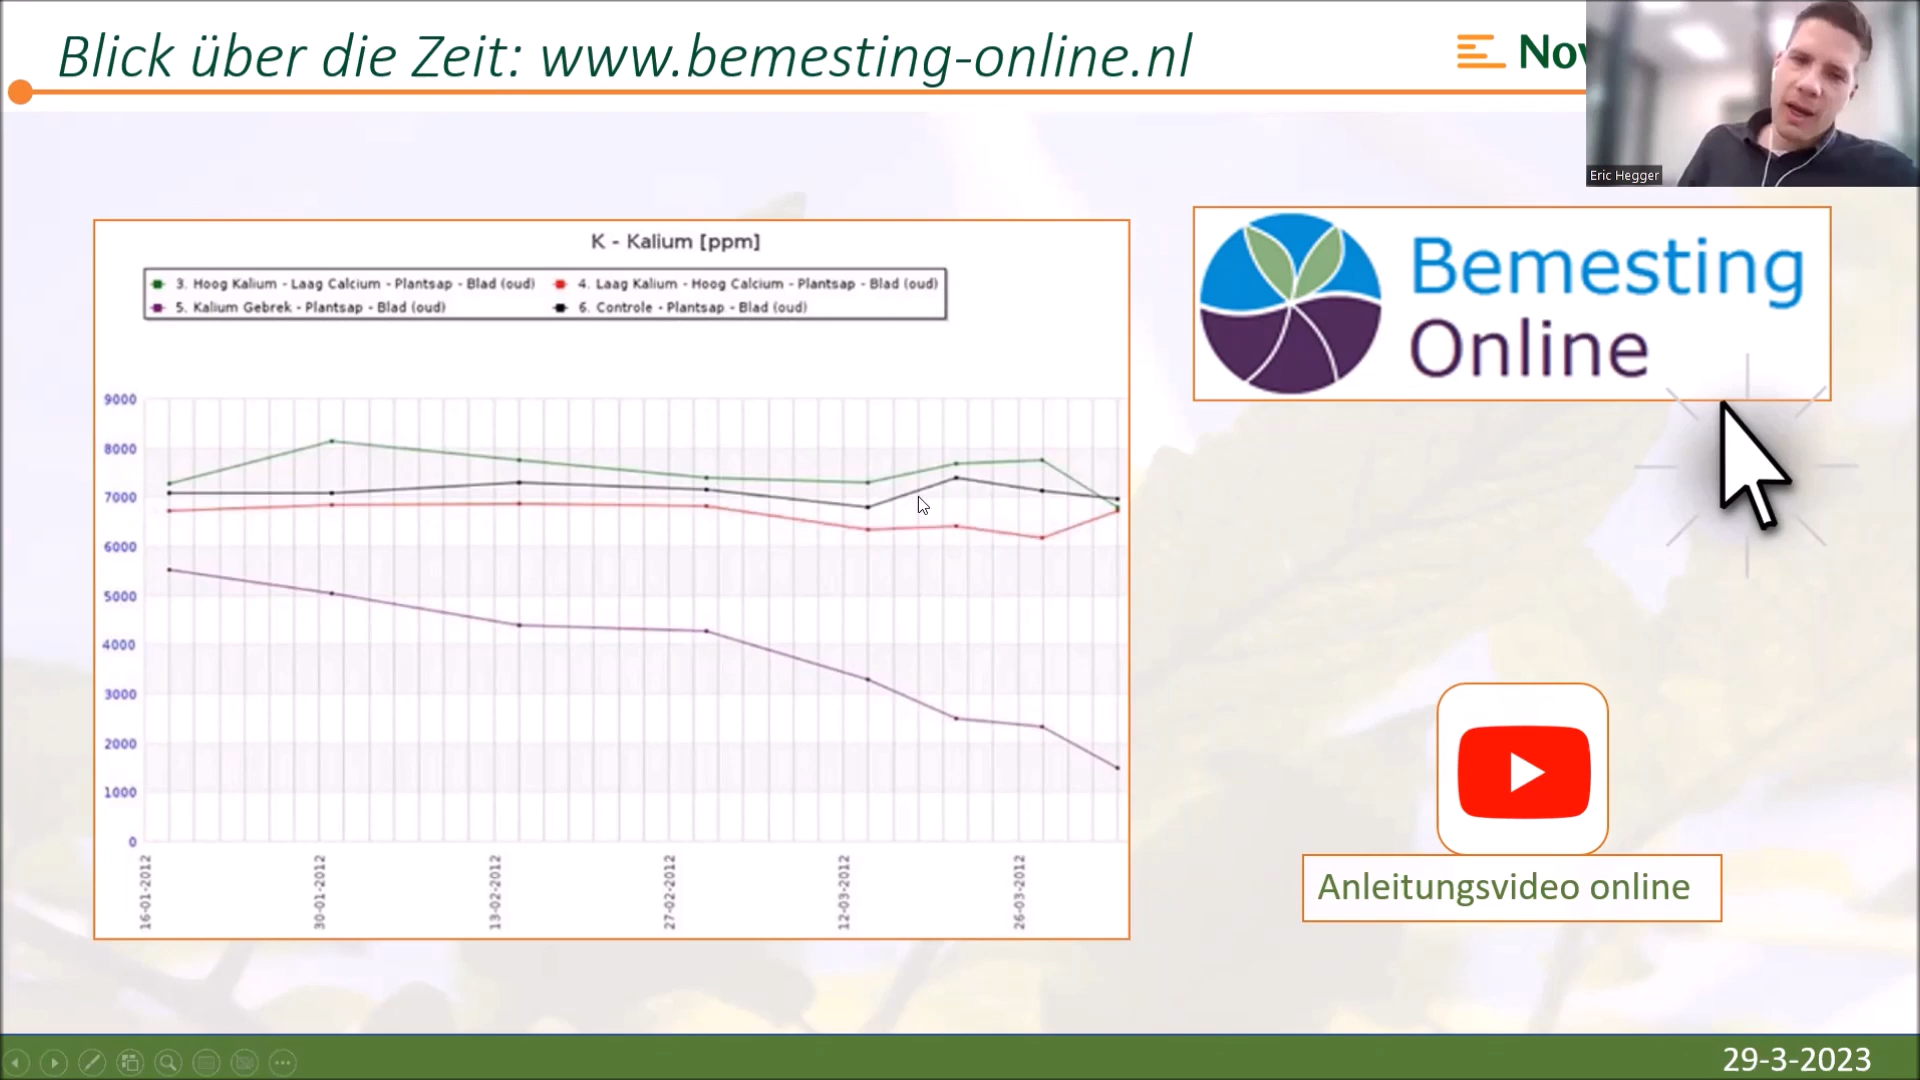 Blick über die Zeit: www.bemesting-online.nl
Nov
Eric Hegger
K - Kalium [ppm]
3. Hoog Kalium - Laag Calcium - Plantsap - Blad (oud) 4. Laag Kalium - Hoog Calcium - Plantsap - Blad (oud)
5. Kalium Gebrek - Plantsap - Blad (oud) 6. Controle - Plantsap - Blad (oud)
9000
8000
7000
6000
5000
4000
3000
2000
1000
0
16-01-2012
30-01-2012
13-02-2012
27-02-2012
12-03-2012
26-03-2012
Bemesting
Online
Anleitungsvideo online
29-3-2023